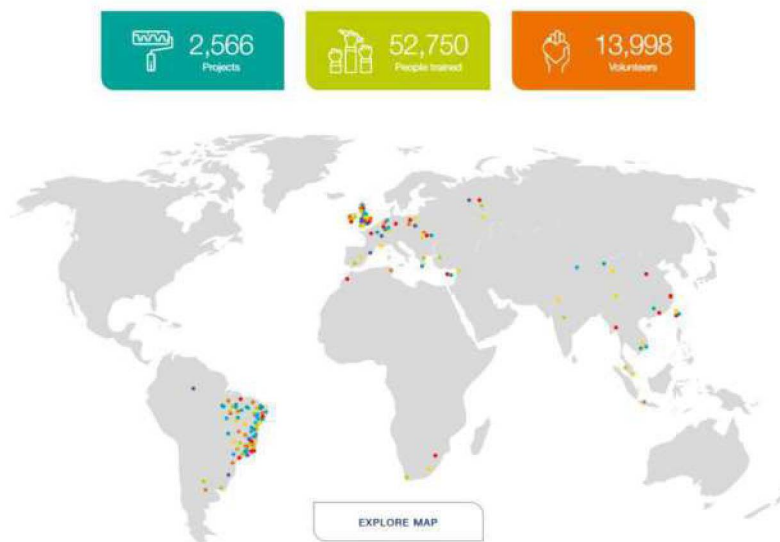 2,566
Projects
52,750
People trained
13,998
Volunteers
EXPLORE MAP